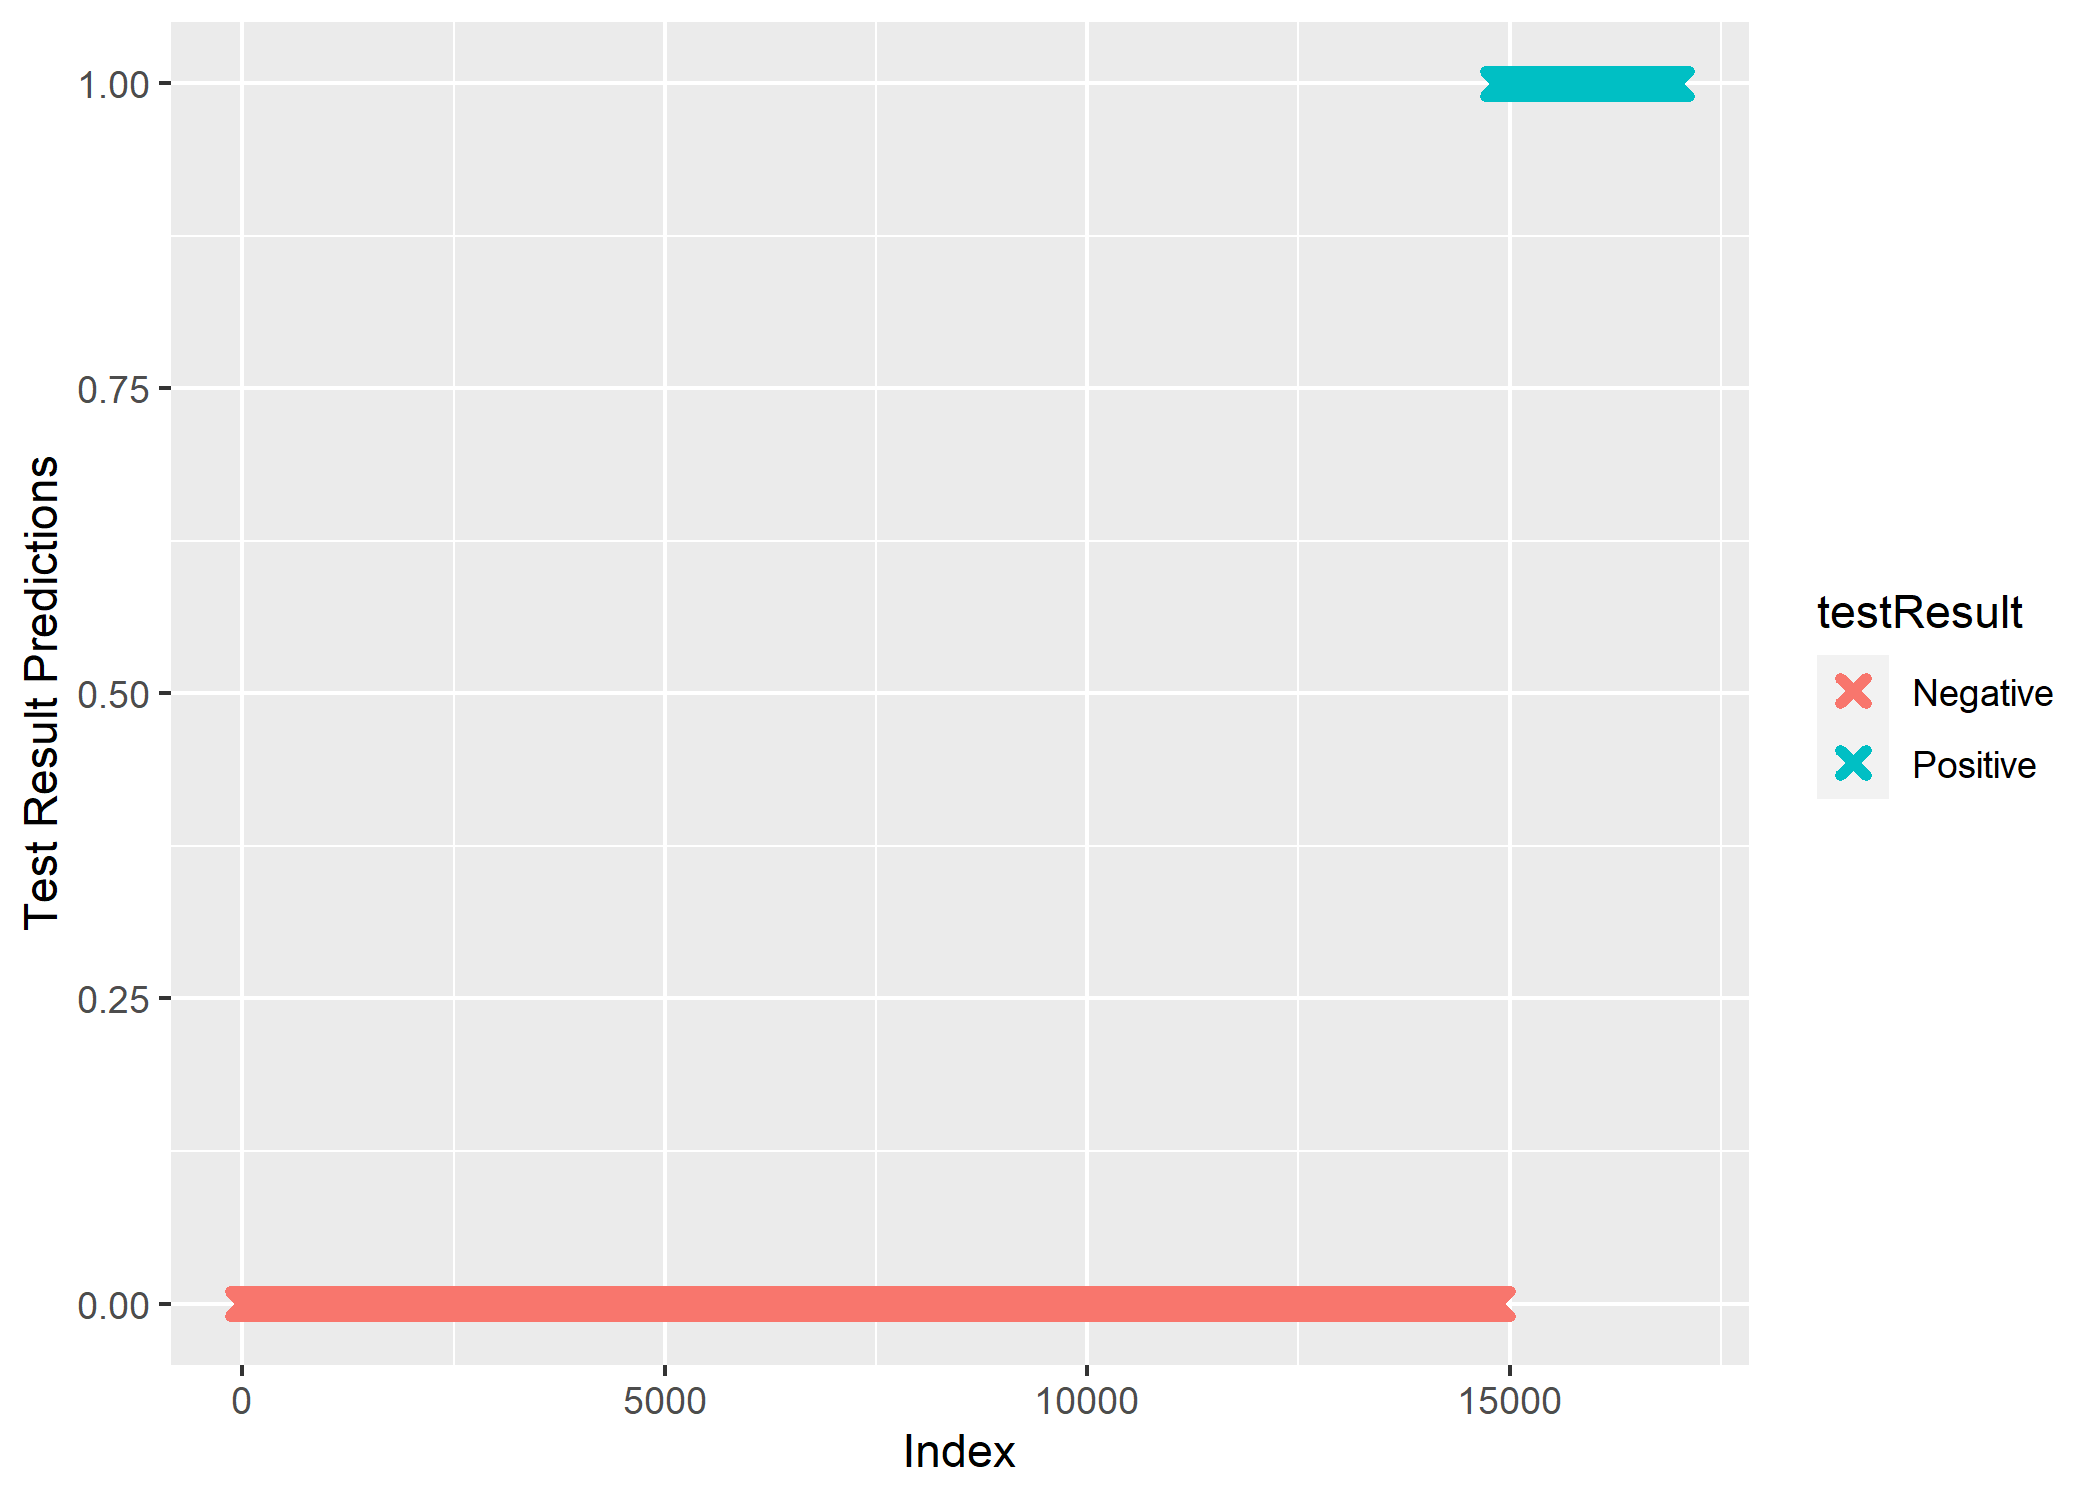 1.00
0.75
0.50
0.25
0.00
Test Result Predictions
0
5000
10000
15000
Index
testResult
Negative
Positive